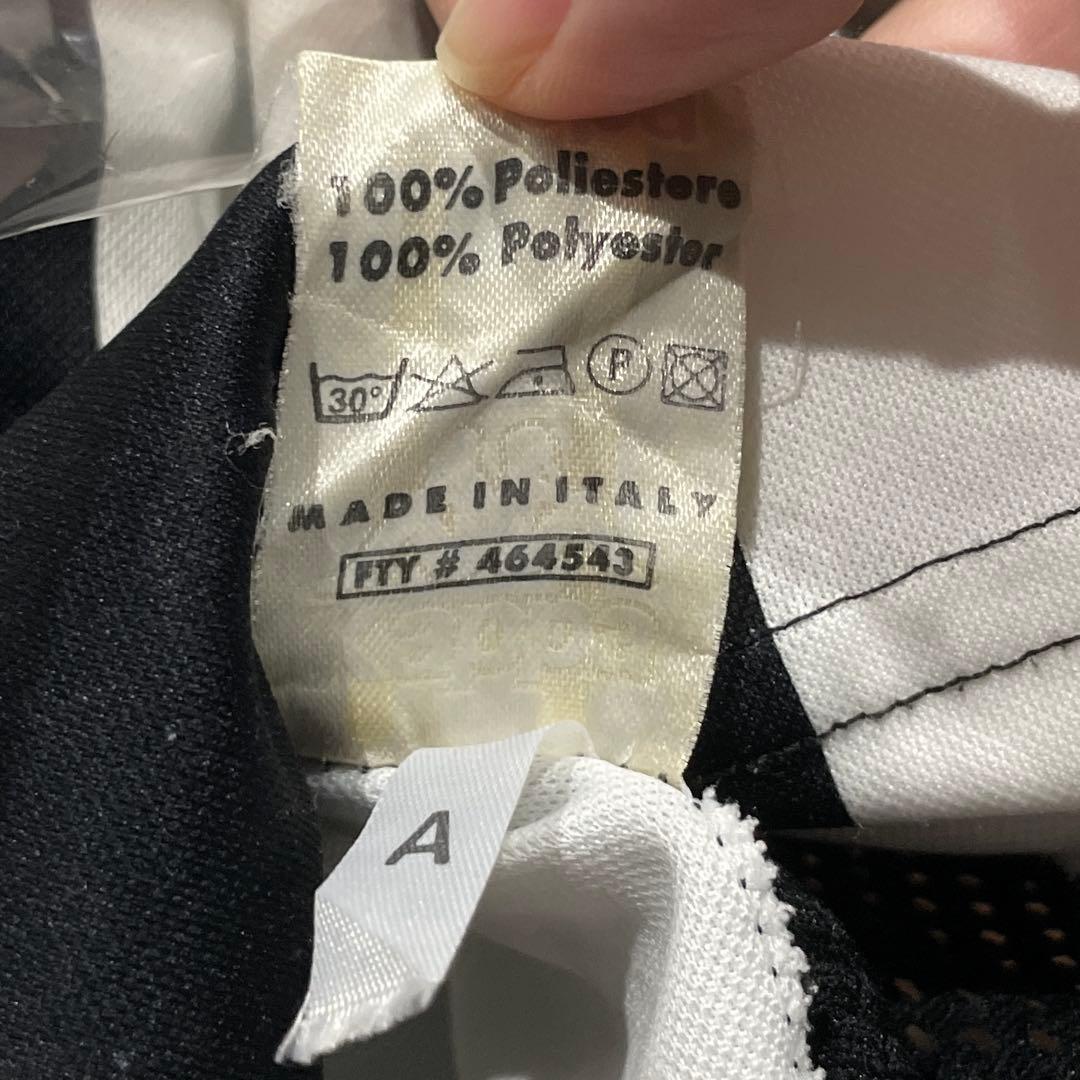 100% Poliestere
100% Polyester
30° P
MADE IN ITALY
FTY # 464543
A